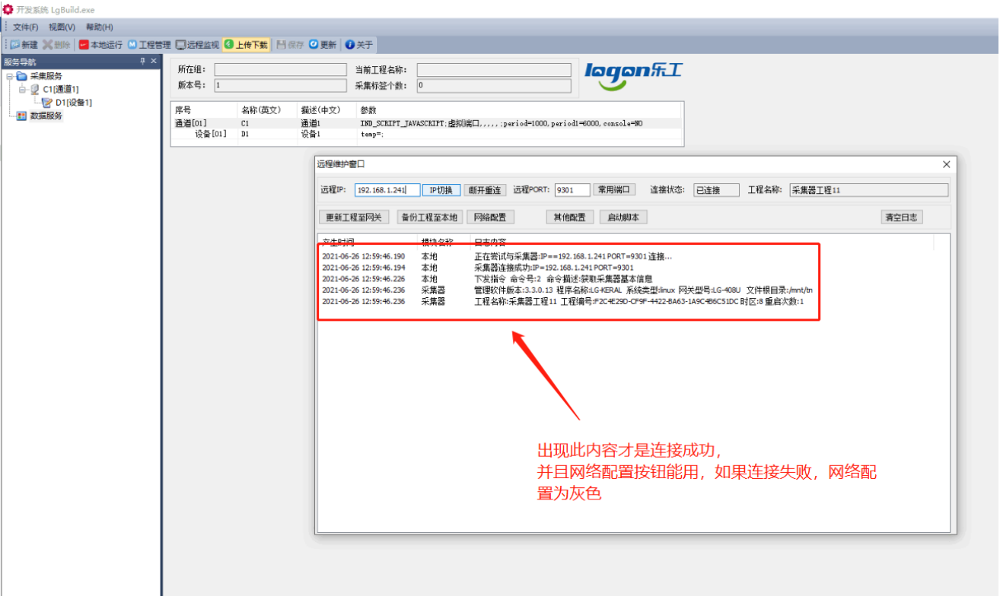 开发系统 LgBuild.exe
文件(F) 视图(V) 帮助(H)
新建 删除 本地运行 工程管理 远程监视 上传下载 保存 更新 关于
服务导航
采集服务
C1[通道1]
D1[设备1]
数据服务
所在组: 当前工程名称:
版本号: 1 采集标签个数: 0
logon乐工
序号 名称(英文) 描述(中文) 参数
通道[01] C1 通道1 IND_SCRIPT_JAVASCRIPT;虚拟端口,,,,,;period=1000,period1=6000,console=NO
设备[01] D1 设备1 temp=;
远程维护窗口
远程IP: 192.168.1.241 IP切换 断开重连 远程PORT: 9301 常用端口 连接状态: 已连接 工程名称: 采集器工程11
更新工程至网关 备份工程至本地 网络配置 其他配置 启动脚本 清空日志
产生时间 模块名称 日志内容
2021-06-26 12:59:46.190 本地 正在尝试与采集器:IP==192.168.1.241 PORT=9301 连接...
2021-06-26 12:59:46.194 本地 采集器连接成功:IP=192.168.1.241 PORT=9301
2021-06-26 12:59:46.226 本地 下发指令 命令号:2 命令描述:获取采集器基本信息
2021-06-26 12:59:46.236 采集器 管理软件版本:3.3.0.13 程序名称:LG-KERAL 系统类型:linux 网关型号:LG-408U 文件根目录:/mnt/tn
2021-06-26 12:59:46.236 采集器 工程名称:采集器工程11 工程编号:F2C4E29D-CF9F-4422-BA63-1A9C4B6C51DC 时区:8 重启次数:1
出现此内容才是连接成功，
并且网络配置按钮能用，如果连接失败，网络配
置为灰色